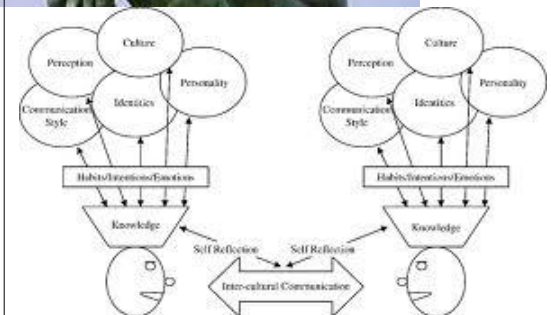 Culture
Perception
Personality
Identities
Communication
Style
Habits/Intentions/Emotions
Knowledge
Self Reflection
Culture
Perception
Personality
Identities
Communication
Style
Habits/Intentions/Emotions
Knowledge
Self Reflection
Inter-cultural Communication